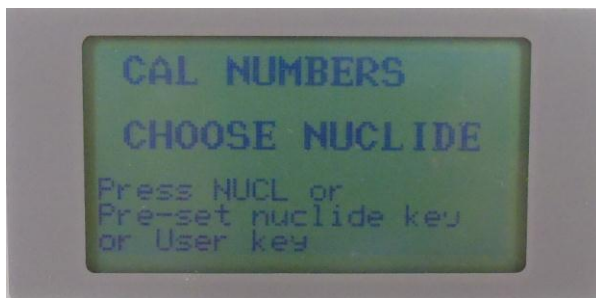 CAL NUMBERS
CHOOSE NUCLIDE
Press NUCL or
Pre-set nuclide key
or User key